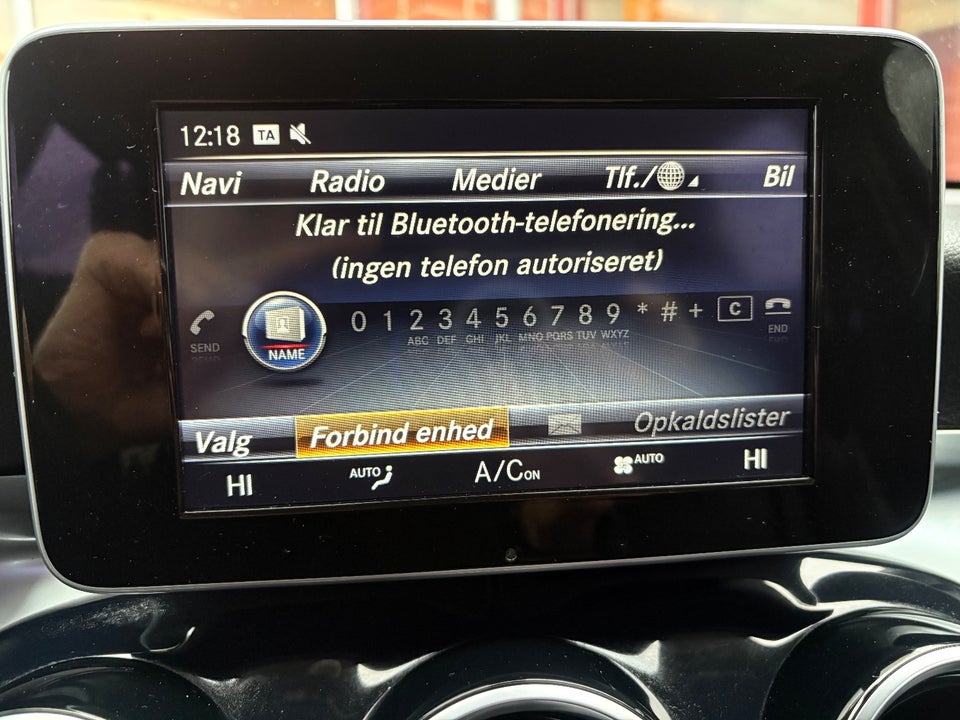 12:18 TA
Navi Radio Medier Tlf./ Bil
Klar til Bluetooth-telefonering...
(ingen telefon autoriseret)
SEND NAME 0 1 2 3 4 5 6 7 8 9 * # + C END
ABC DEF GHI JKL MNO PQRS TUV WXYZ
Valg Forbind enhed Opkaldslister
HI AUTO A/C ON AUTO HI